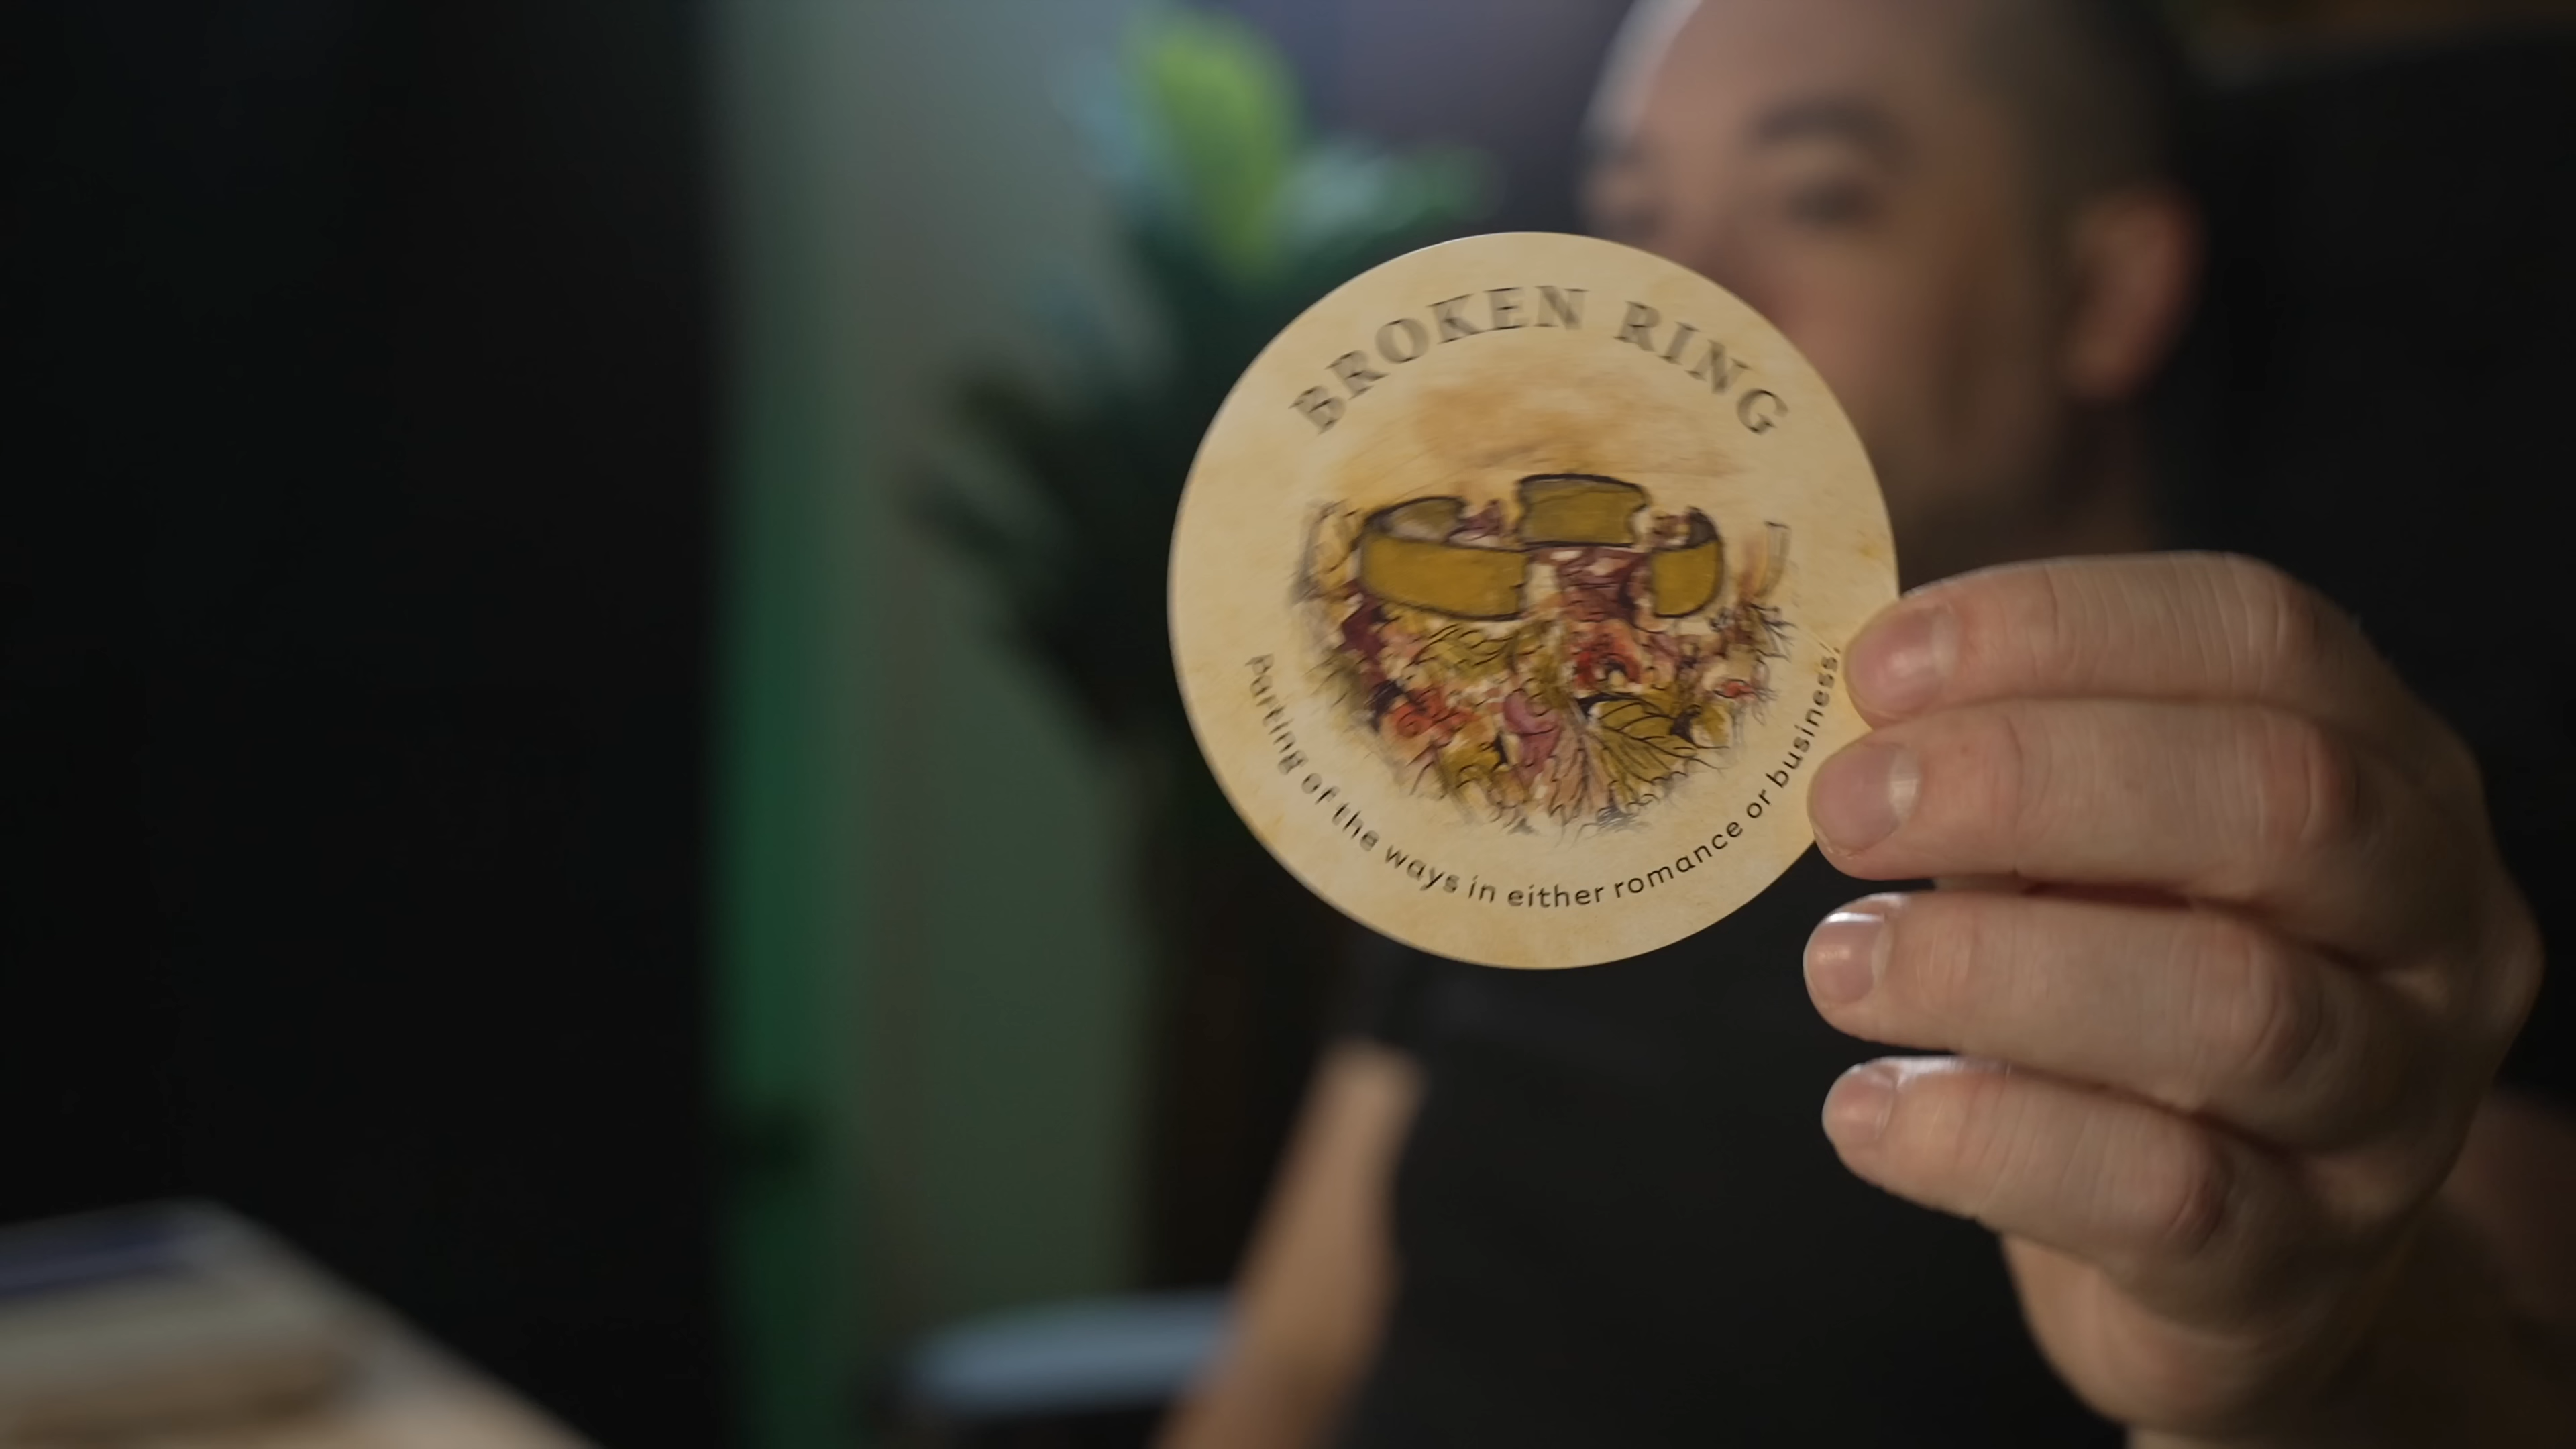 BROKEN RING
Parting of the ways in either romance or business.